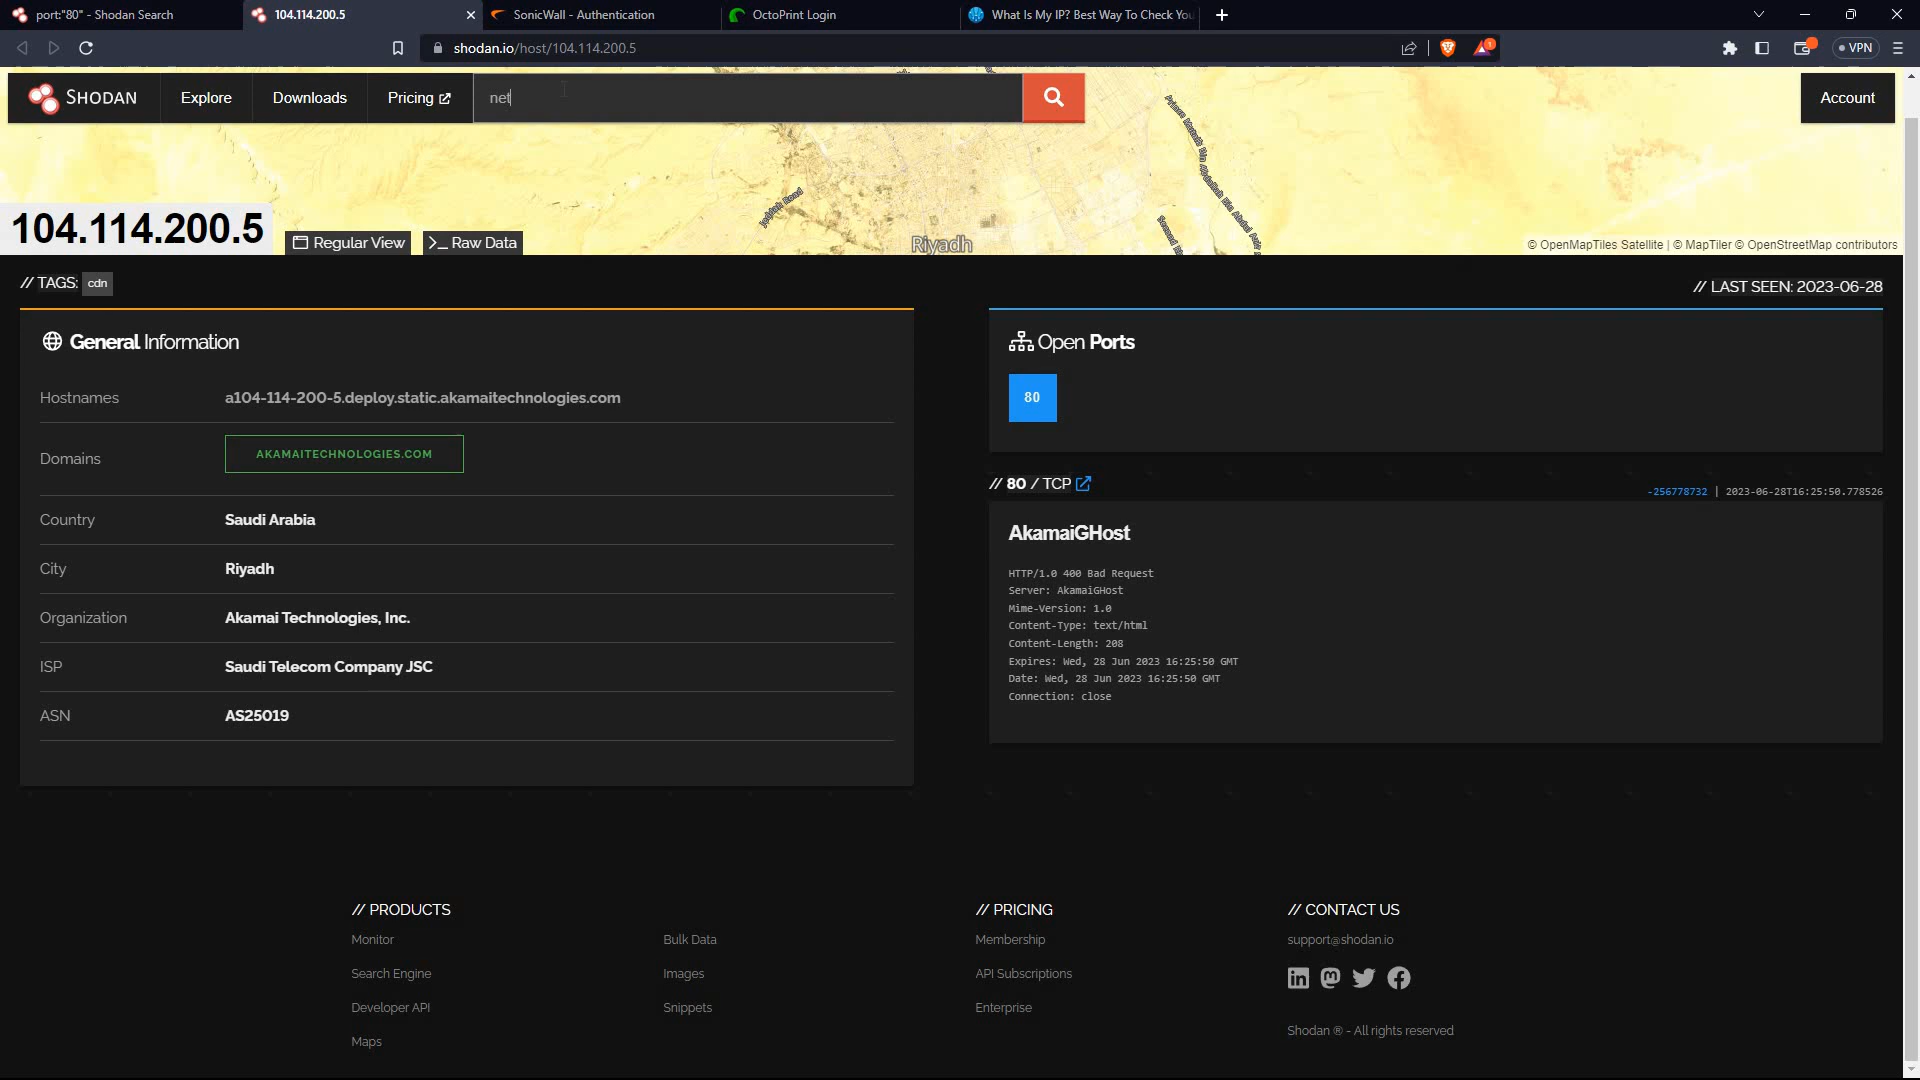 port:"80" - Shodan Search
104.114.200.5
SonicWall - Authentication
OctoPrint Login
What Is My IP? Best Way To Check You
shodan.io/host/104.114.200.5
1
VPN
SHODAN
Explore
Downloads
Pricing
net
Account
Jeddah Road
Riyadh
104.114.200.5
Regular View
>_ Raw Data
© OpenMapTiles Satellite | © MapTiler © OpenStreetMap contributors
// TAGS: cdn
// LAST SEEN: 2023-06-28
General Information
Hostnames
a104-114-200-5.deploy.static.akamaitechnologies.com
Domains
AKAMAITECHNOLOGIES.COM
Country
Saudi Arabia
City
Riyadh
Organization
Akamai Technologies, Inc.
ISP
Saudi Telecom Company JSC
ASN
AS25019
Open Ports
80
// 80 / TCP
-256778732 | 2023-06-28T16:25:50.778526
AkamaiGHost
HTTP/1.0 400 Bad Request
Server: AkamaiGHost
Mime-Version: 1.0
Content-Type: text/html
Content-Length: 208
Expires: Wed, 28 Jun 2023 16:25:50 GMT
Date: Wed, 28 Jun 2023 16:25:50 GMT
Connection: close
// PRODUCTS
Monitor
Search Engine
Developer API
Maps
Bulk Data
Images
Snippets
// PRICING
Membership
API Subscriptions
Enterprise
// CONTACT US
support@shodan.io
Shodan ® - All rights reserved